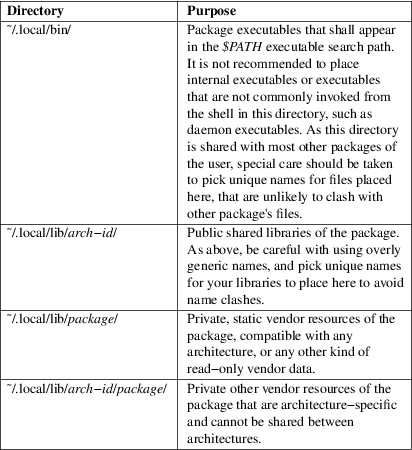 Directory Purpose
~/.local/bin/ Package executables that shall appear
in the $PATH executable search path.
It is not recommended to place
internal executables or executables
that are not commonly invoked from
the shell in this directory, such as
daemon executables. As this directory
is shared with most other packages of
the user, special care should be taken
to pick unique names for files placed
here, that are unlikely to clash with
other package's files.
~/.local/lib/arch−id/ Public shared libraries of the package.
As above, be careful with using overly
generic names, and pick unique names
for your libraries to place here to avoid
name clashes.
~/.local/lib/package/ Private, static vendor resources of the
package, compatible with any
architecture, or any other kind of
read−only vendor data.
~/.local/lib/arch−id/package/ Private other vendor resources of the
package that are architecture−specific
and cannot be shared between
architectures.